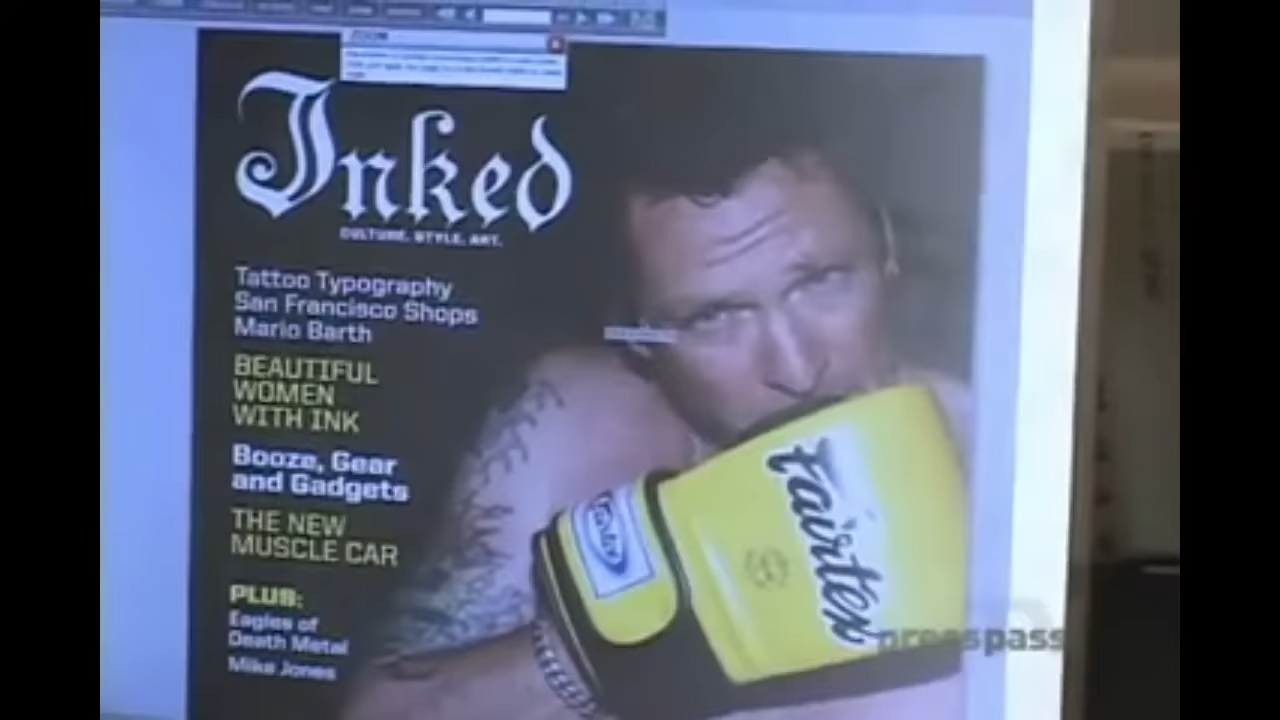 Inked
CULTURE. STYLE. ART.
Tattoo Typography
San Francisco Shops
Mario Barth
BEAUTIFUL
WOMEN
WITH INK
Booze, Gear
and Gadgets
THE NEW
MUSCLE CAR
PLUS:
Eagles of
Death Metal
Mike Jones
Fairtex
Fairtex
presspass